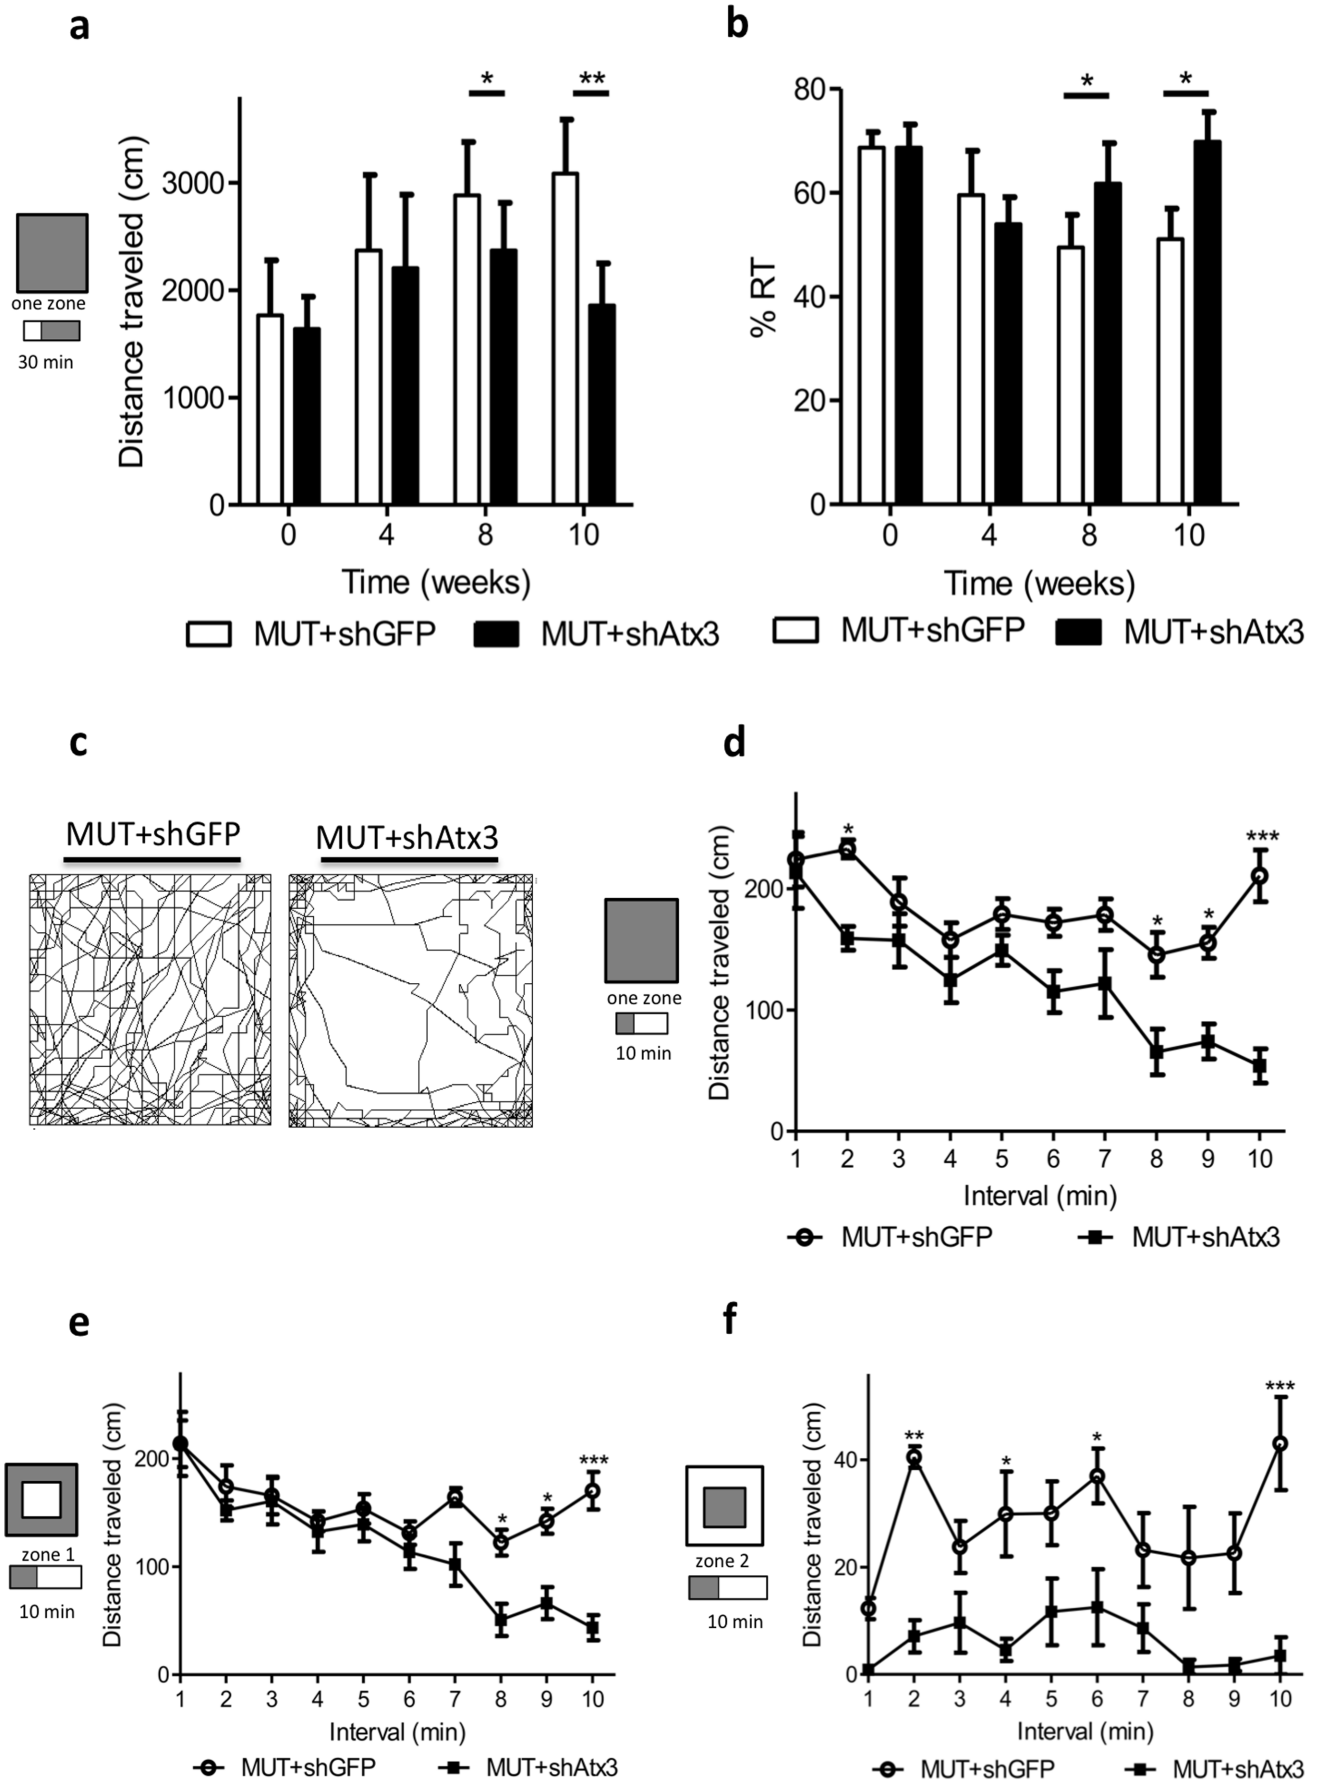 a
Distance traveled (cm)
3000
2000
1000
0
* **
0 4 8 10
Time (weeks)
MUT+shGFP MUT+shAtx3
one zone
30 min
b
% RT
80
60
40
20
0
* *
0 4 8 10
Time (weeks)
MUT+shGFP MUT+shAtx3
c
MUT+shGFP MUT+shAtx3
d
one zone
10 min
Distance traveled (cm)
200
100
0
* * * ***
1 2 3 4 5 6 7 8 9 10
Interval (min)
MUT+shGFP MUT+shAtx3
e
zone 1
10 min
Distance traveled (cm)
200
100
0
* * ***
1 2 3 4 5 6 7 8 9 10
Interval (min)
MUT+shGFP MUT+shAtx3
f
zone 2
10 min
Distance traveled (cm)
40
20
0
** * * ***
1 2 3 4 5 6 7 8 9 10
Interval (min)
MUT+shGFP MUT+shAtx3